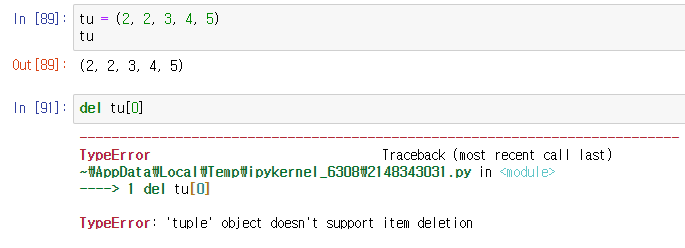 In [89]: tu = (2, 2, 3, 4, 5)
tu
Out[89]: (2, 2, 3, 4, 5)
In [91]: del tu[0]
---------------------------------------------------------------------------
TypeError                                 Traceback (most recent call last)
~₩AppData₩Local₩Temp₩ipykernel_6308₩2148343031.py in <module>
----> 1 del tu[0]
TypeError: 'tuple' object doesn't support item deletion